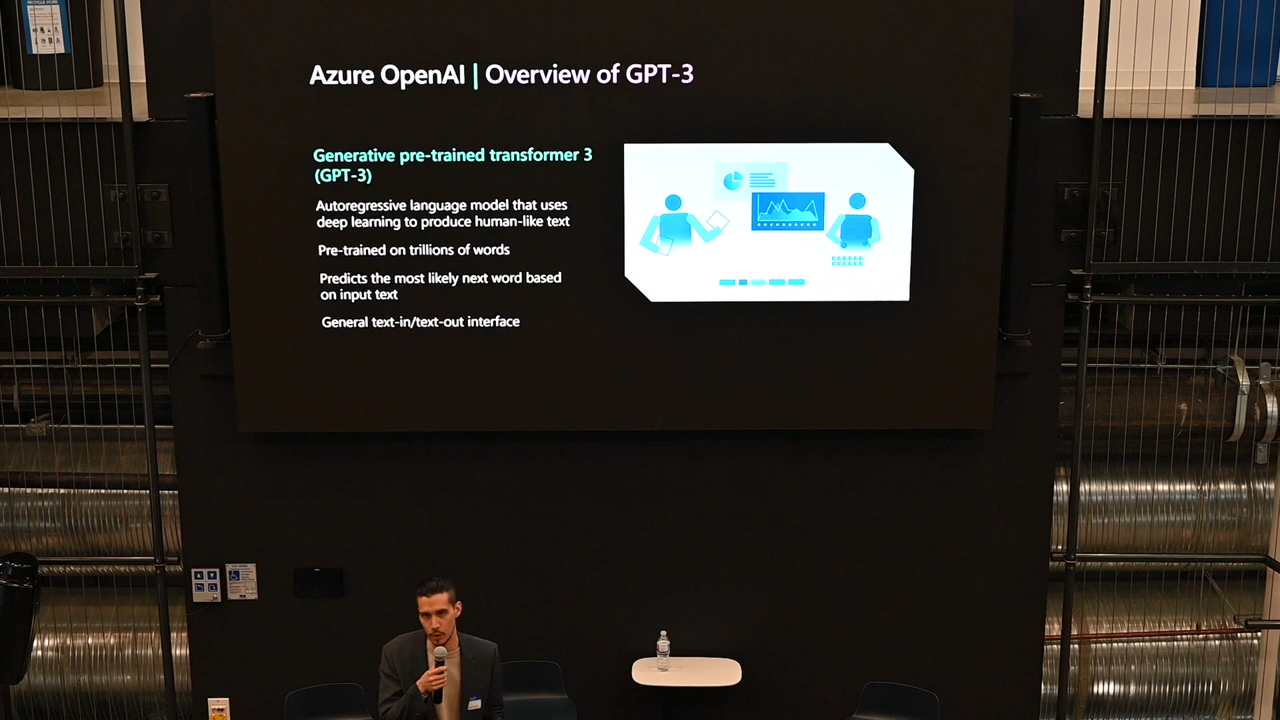 RECYCLE MORE
Azure OpenAI | Overview of GPT-3
Generative pre-trained transformer 3
(GPT-3)
Autoregressive language model that uses
deep learning to produce human-like text
Pre-trained on trillions of words
Predicts the most likely next word based
on input text
General text-in/text-out interface